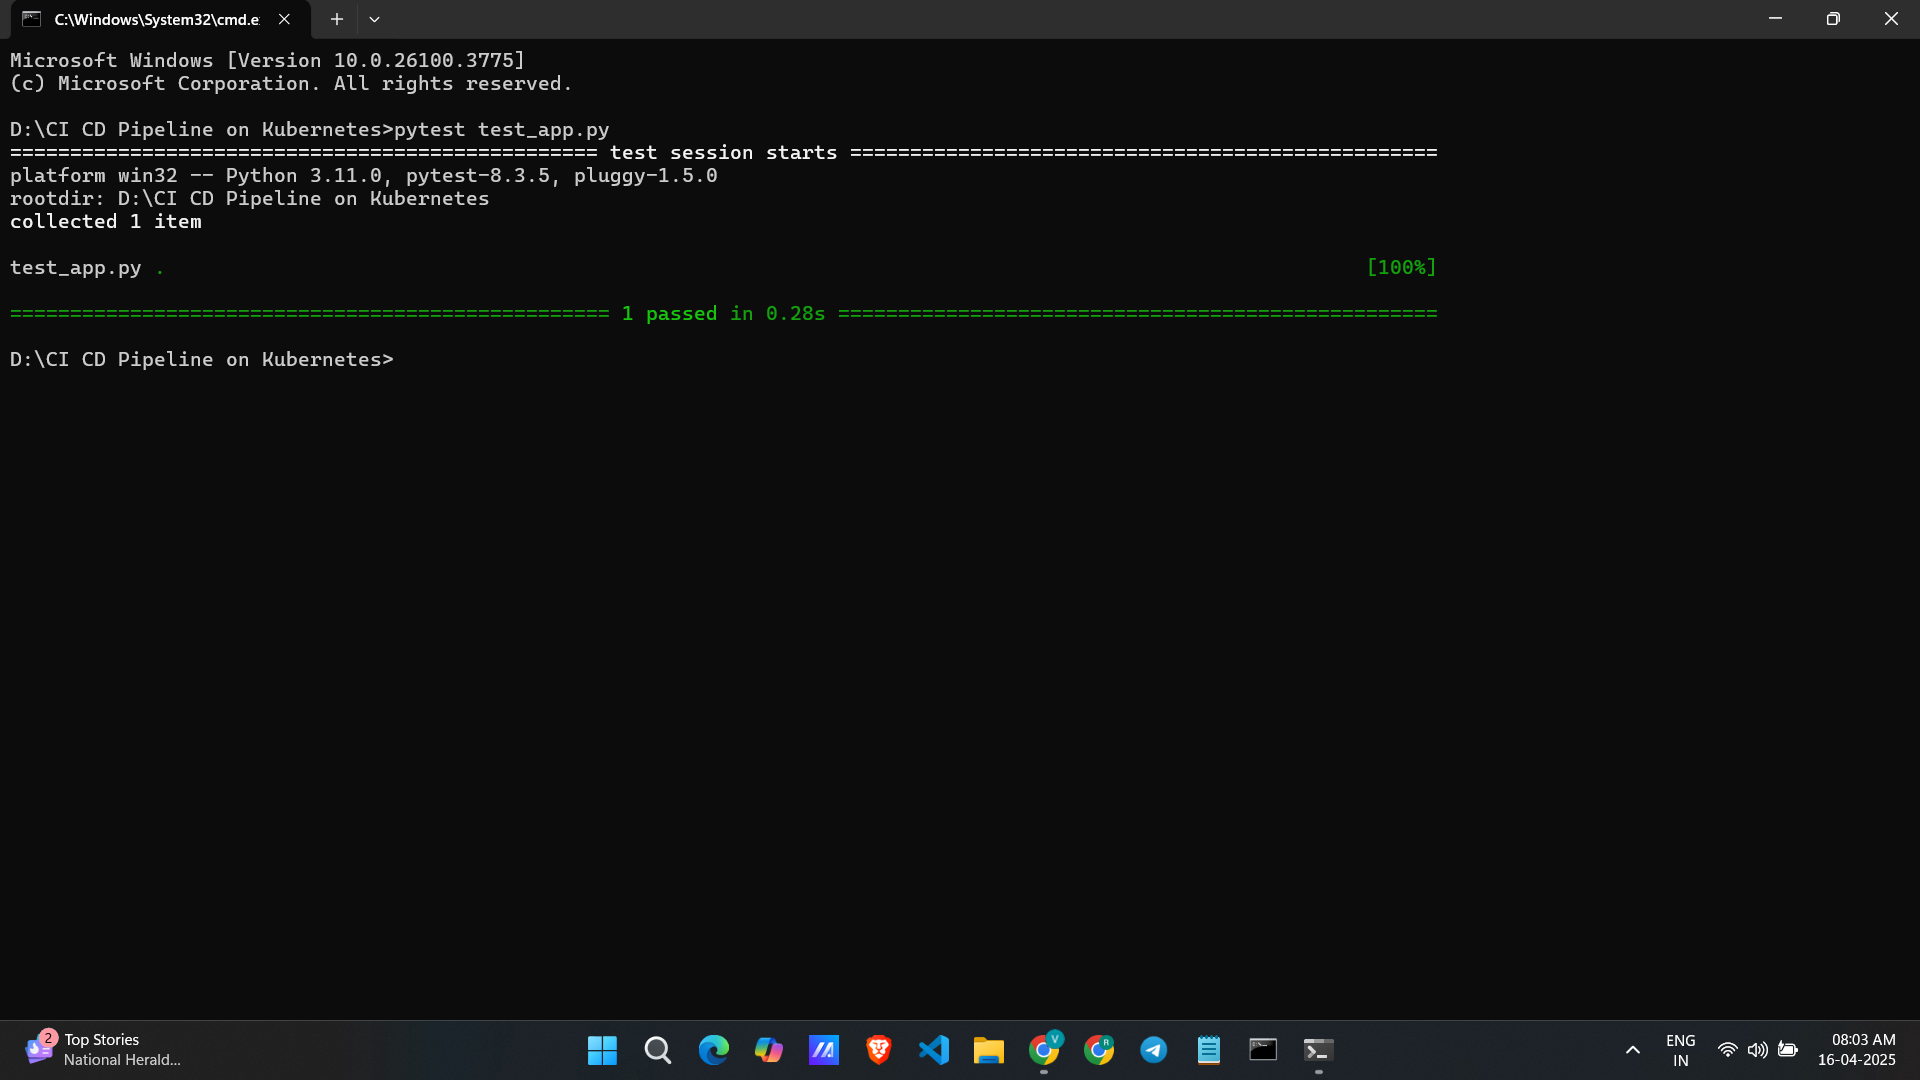 C:\Windows\System32\cmd.e
Microsoft Windows [Version 10.0.26100.3775]
(c) Microsoft Corporation. All rights reserved.
D:\CI CD Pipeline on Kubernetes>pytest test_app.py
================================================= test session starts =================================================
platform win32 -- Python 3.11.0, pytest-8.3.5, pluggy-1.5.0
rootdir: D:\CI CD Pipeline on Kubernetes
collected 1 item
test_app.py . [100%]
================================================== 1 passed in 0.28s ==================================================
D:\CI CD Pipeline on Kubernetes>
2
Top Stories
National Herald...
V
R
ENG
IN
08:03 AM
16-04-2025